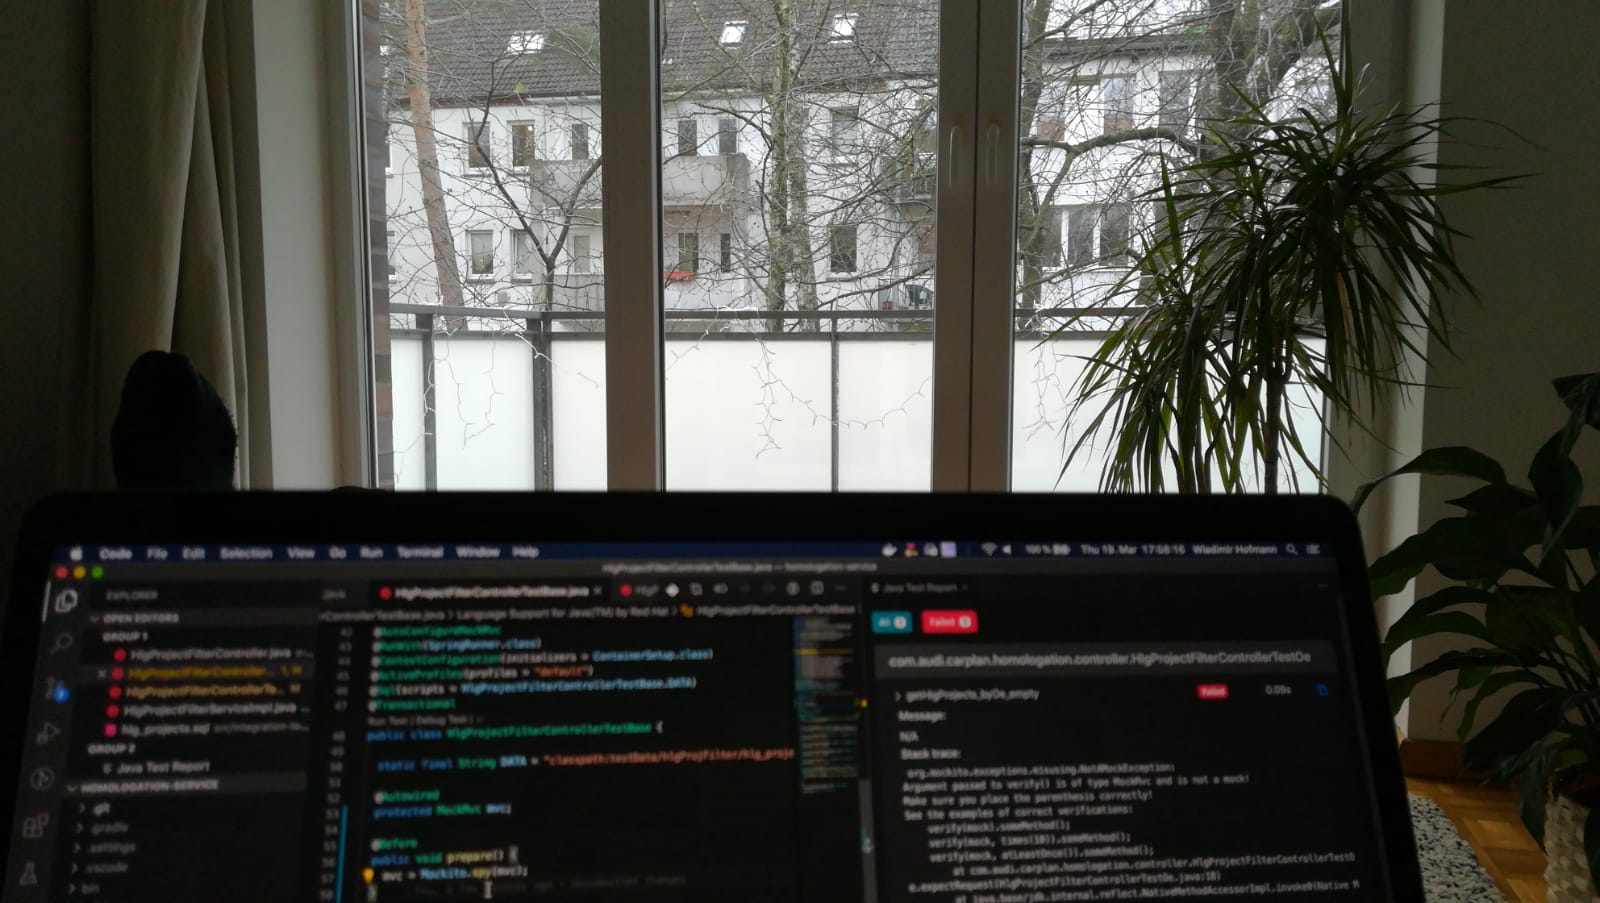 Code File Edit Selection View Go Run Terminal Window Help
100 % Thu 19. Mar 17:58:16 Wladimir Hofmann
HlgProjectFilterControllerTestBase.java — homologation-service
EXPLORER
OPEN EDITORS
GROUP 1
HlgProjectFilterController.java
HlgProjectFilterController... 1, M
HlgProjectFilterControllerTe... M
HlgProjectFilterServiceImpl.java
hlg_projects.sql src/integration-te...
GROUP 2
Java Test Report
HOMOLOGATION-SERVICE
.git
.gradle
.settings
.vscode
bin
.java
HlgProjectFilterControllerTestBase.java
HlgP
rControllerTestBase.java > Language Support for Java(TM) by Red Hat > HlgProjectFilterControllerTestBase
42 @AutoConfigureMockMvc
43 @RunWith(SpringRunner.class)
44 @ContextConfiguration(initializers = ContainerSetup.class)
45 @ActiveProfiles(profiles = "default")
46 @Sql(scripts = HlgProjectFilterControllerTestBase.DATA)
47 @Transactional
Run Test | Debug Test | ✓
48 public class HlgProjectFilterControllerTestBase {
49
50 static final String DATA = "classpath:testData/hlgProjFilter/hlg_proje
51
52 @Autowired
53 protected MockMvc mvc;
54
55 @Before
56 public void prepare() {
57 mvc = Mockito.spy(mvc);
58 }
Java Test Report
All 1 Failed 1
com.audi.carplan.homologation.controller.HlgProjectFilterControllerTestDe
> getHlgProjects_byDe_empty Failed 0.09s
Message:
N/A
Stack trace:
org.mockito.exceptions.misusing.NotAMockException:
Argument passed to verify() is of type MockMvc and is not a mock!
Make sure you place the parenthesis correctly!
See the examples of correct verifications:
verify(mock).someMethod();
verify(mock, times(10)).someMethod();
verify(mock, atLeastOnce()).someMethod();
at com.audi.carplan.homologation.controller.HlgProjectFilterControllerTestD
e.expectRequest(HlgProjectFilterControllerTestDe.java:18)
at java.base/jdk.internal.reflect.NativeMethodAccessorImpl.invoke0(Native M